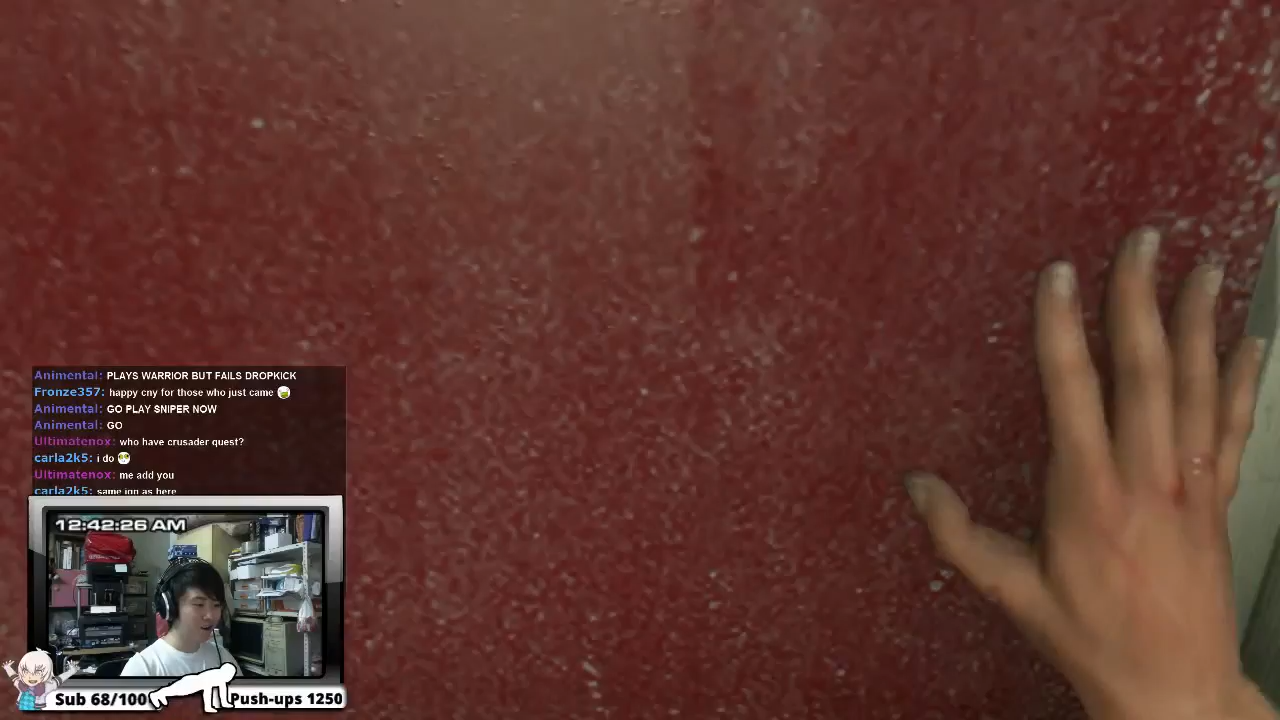 Animental: PLAYS WARRIOR BUT FAILS DROPKICK
Fronze357: happy cny for those who just came
Animental: GO PLAY SNIPER NOW
Animental: GO
Ultimatenox: who have crusader quest?
carla2k5: i do
Ultimatenox: me add you
carla2k5: same ign as here
12:42:26 AM
Sub 68/100
Push-ups 1250